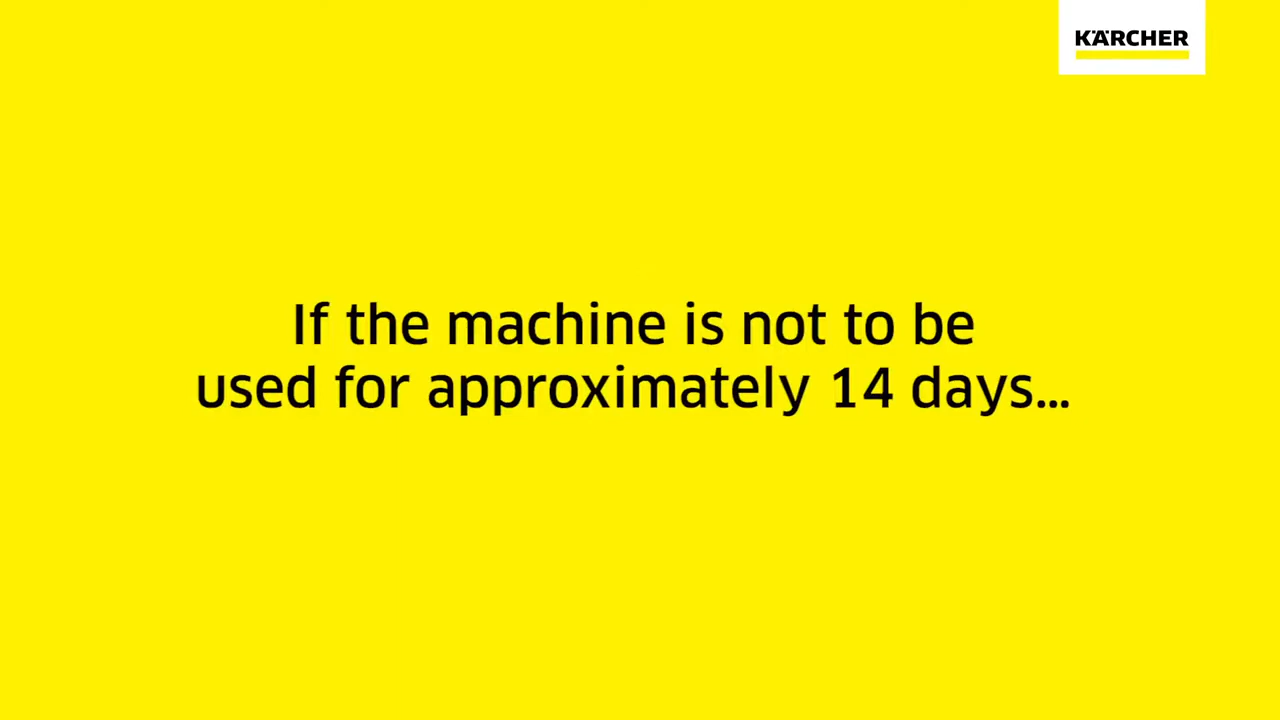 KÄRCHER
If the machine is not to be
used for approximately 14 days...